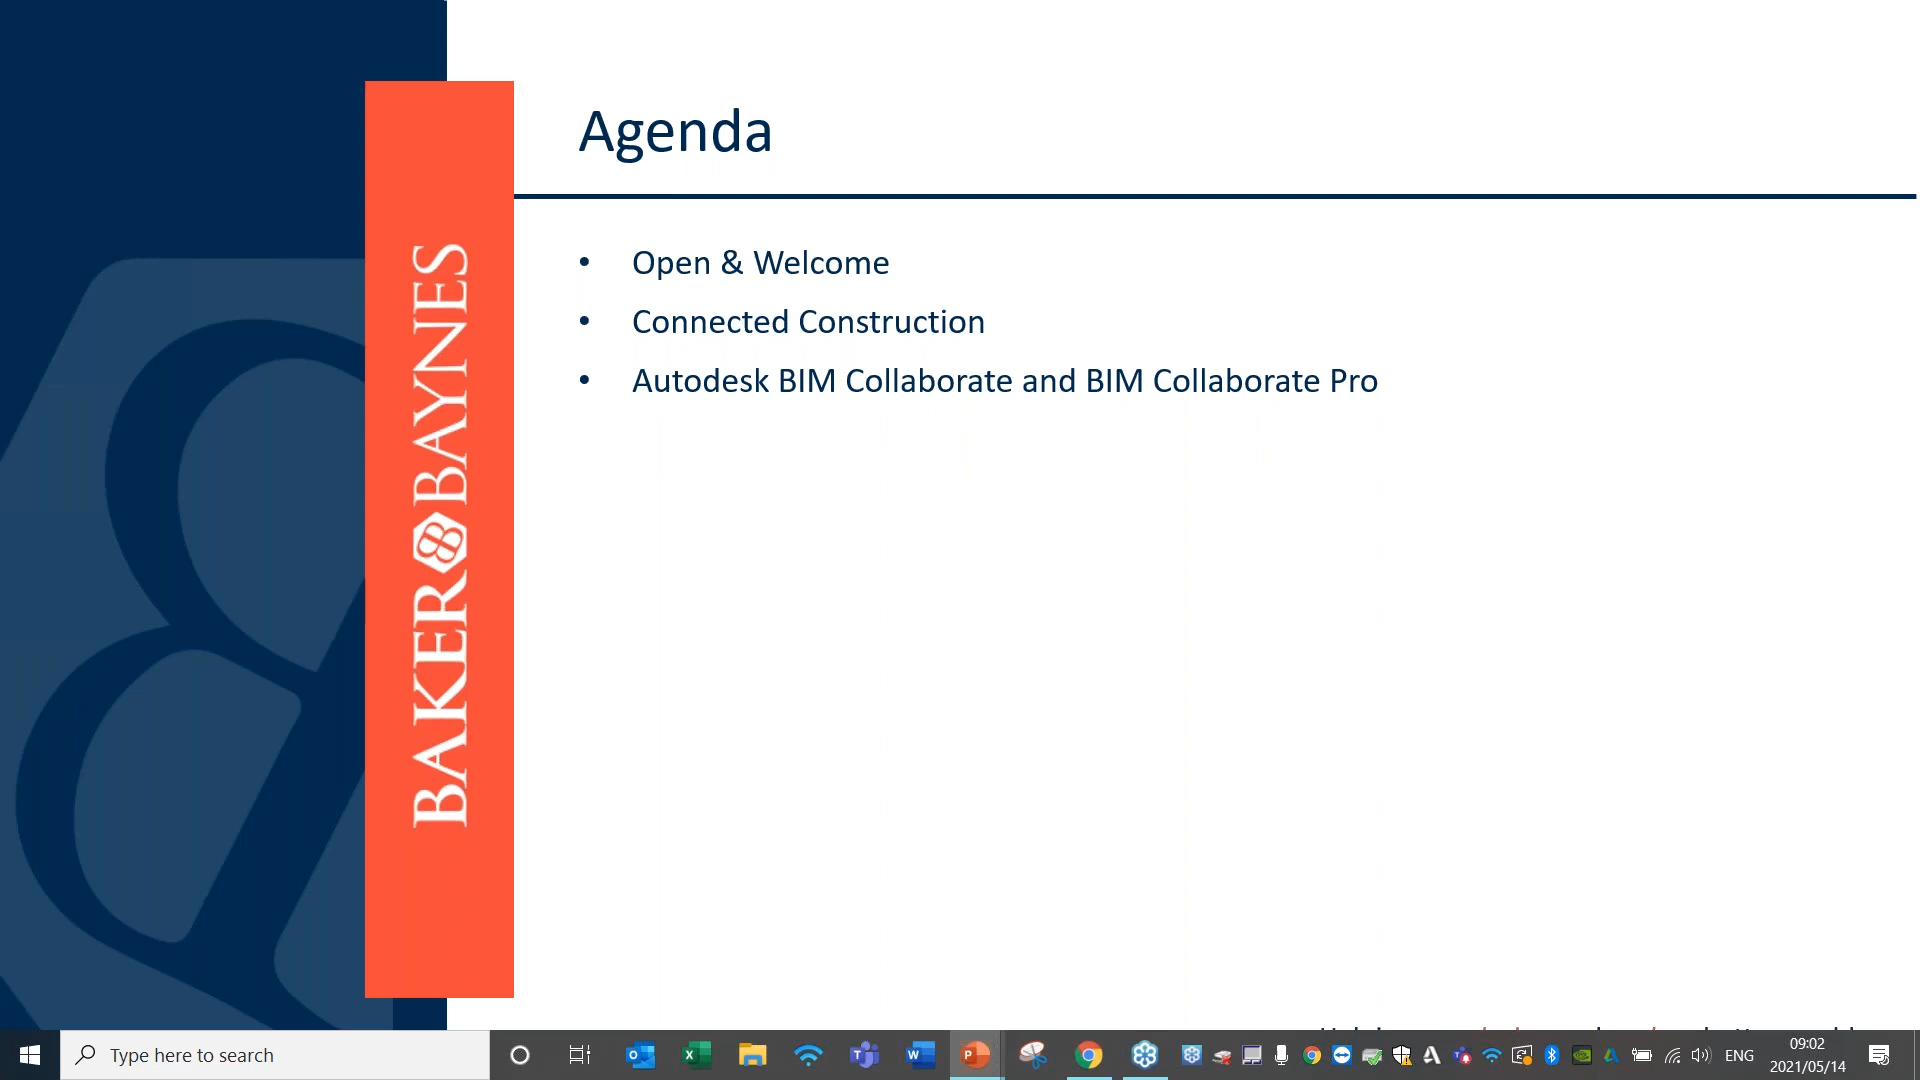 Agenda
BAKER BAYNES
• Open & Welcome
• Connected Construction
• Autodesk BIM Collaborate and BIM Collaborate Pro
Type here to search
ENG
09:02
2021/05/14